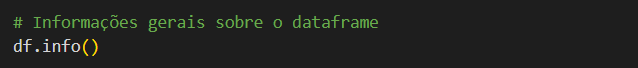 # Informações gerais sobre o dataframe
df.info()